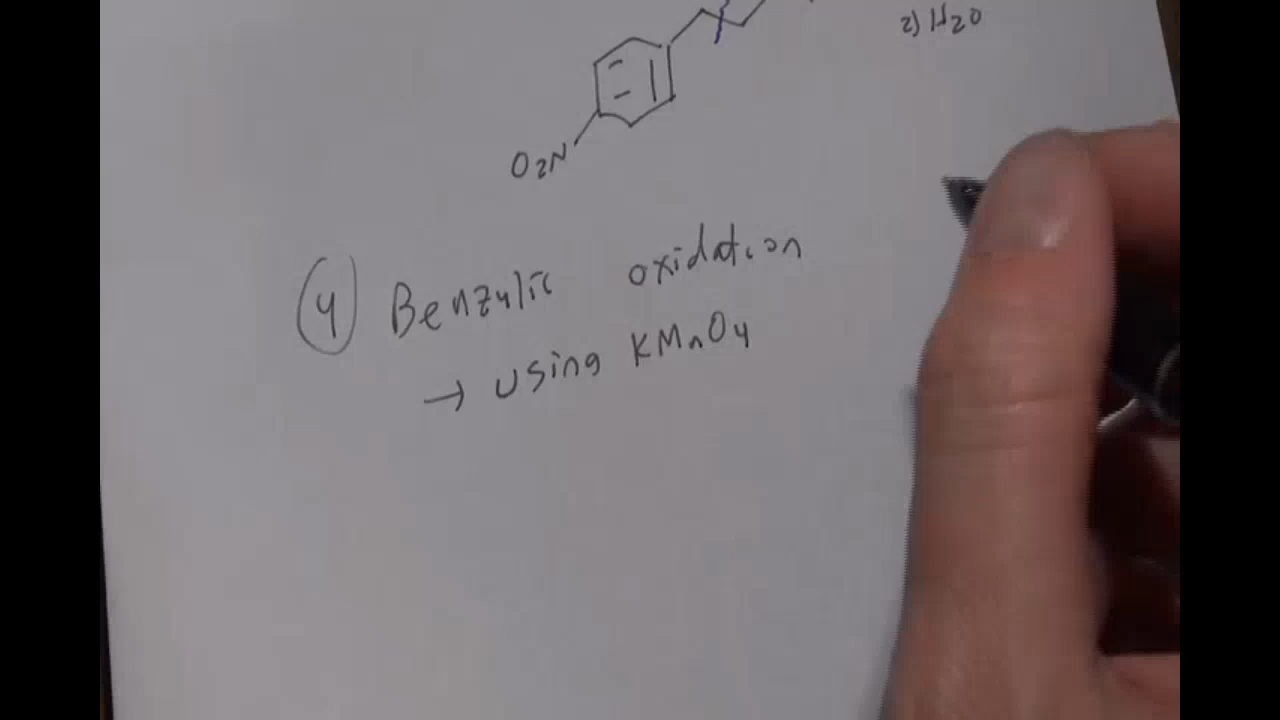 2) H2O
O2N
4 Benzylic oxidation
→ using KMnO4